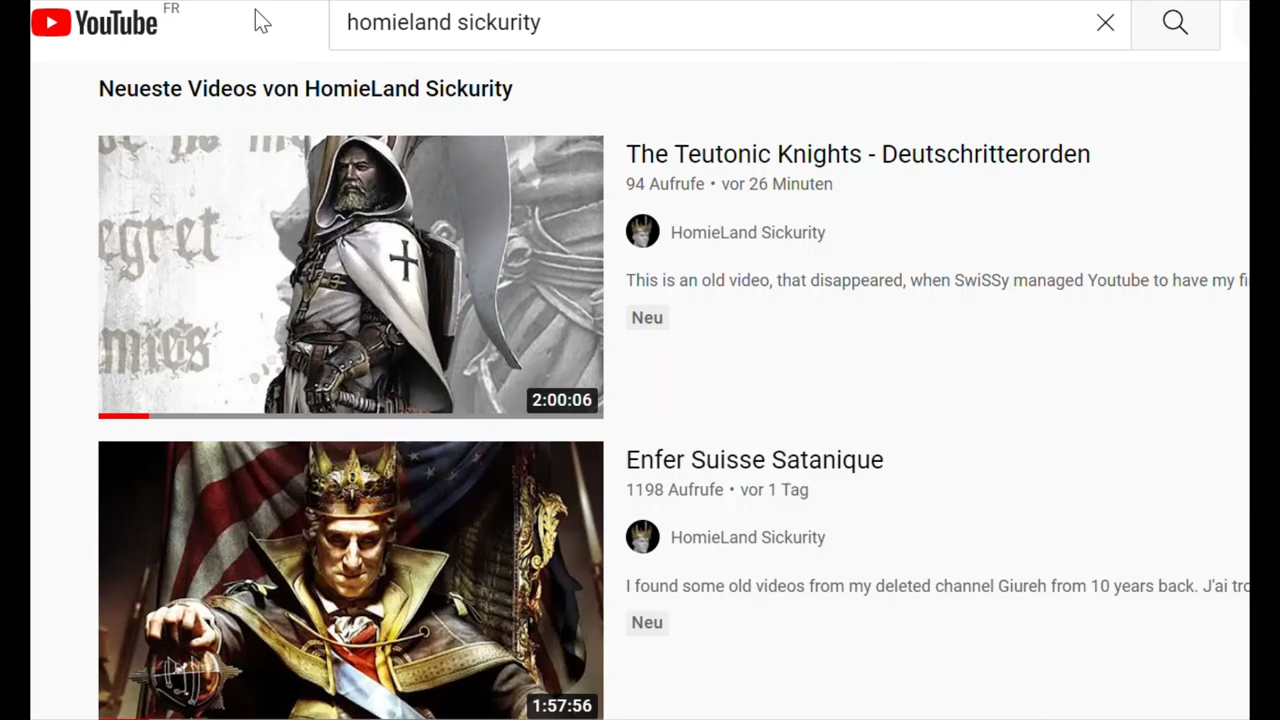 YouTube FR
homieland sickurity
Neueste Videos von HomieLand Sickurity
egret
The Teutonic Knights - Deutschritterorden
94 Aufrufe • vor 26 Minuten
HomieLand Sickurity
This is an old video, that disappeared, when SwiSSy managed Youtube to have my fi
Neu
2:00:06
Enfer Suisse Satanique
1198 Aufrufe • vor 1 Tag
HomieLand Sickurity
I found some old videos from my deleted channel Giureh from 10 years back. J'ai tro
Neu
1:57:56